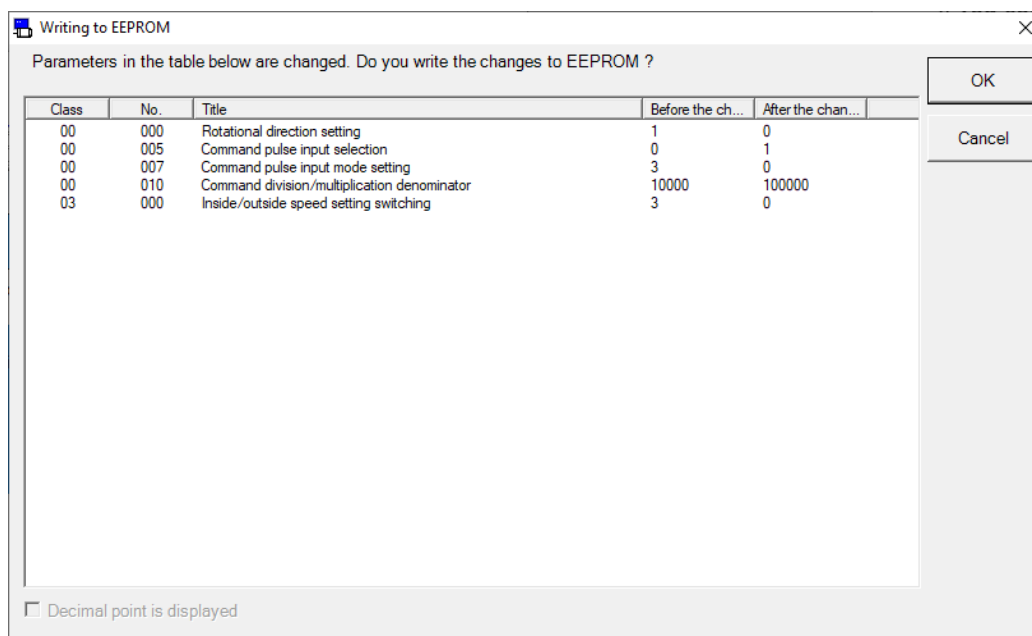 Writing to EEPROM
Parameters in the table below are changed. Do you write the changes to EEPROM ?
OK
Cancel
Class No. Title Before the ch... After the chan...
00 000 Rotational direction setting 1 0
00 005 Command pulse input selection 0 1
00 007 Command pulse input mode setting 3 0
00 010 Command division/multiplication denominator 10000 100000
03 000 Inside/outside speed setting switching 3 0
Decimal point is displayed